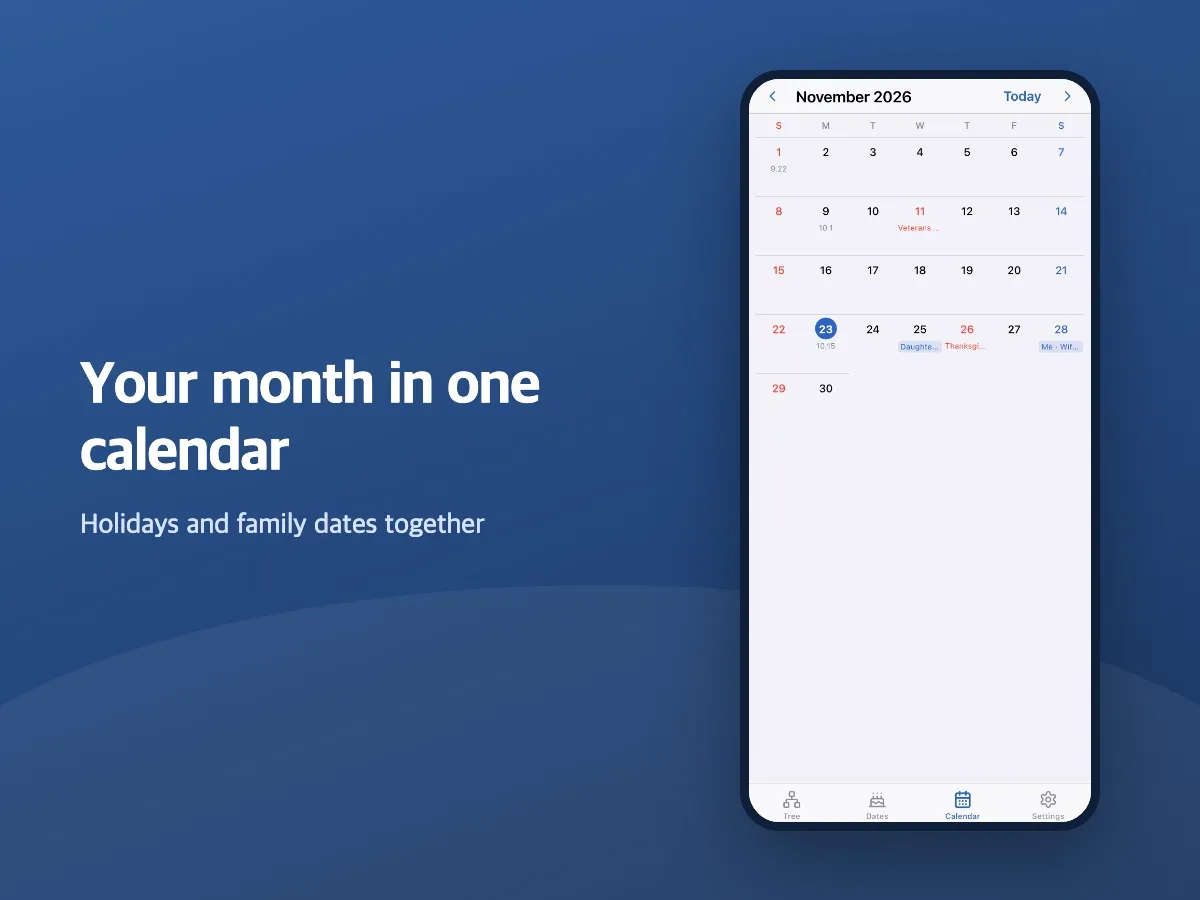 Your month in one
calendar
Holidays and family dates together
November 2026 Today
S M T W T F S
1 2 3 4 5 6 7
9.22
8 9 10 11 12 13 14
10.1 Veterans ...
15 16 17 18 19 20 21
22 23 24 25 26 27 28
10.15 Daughte... Thanksgi... Me · Wif...
29 30
Tree Dates Calendar Settings